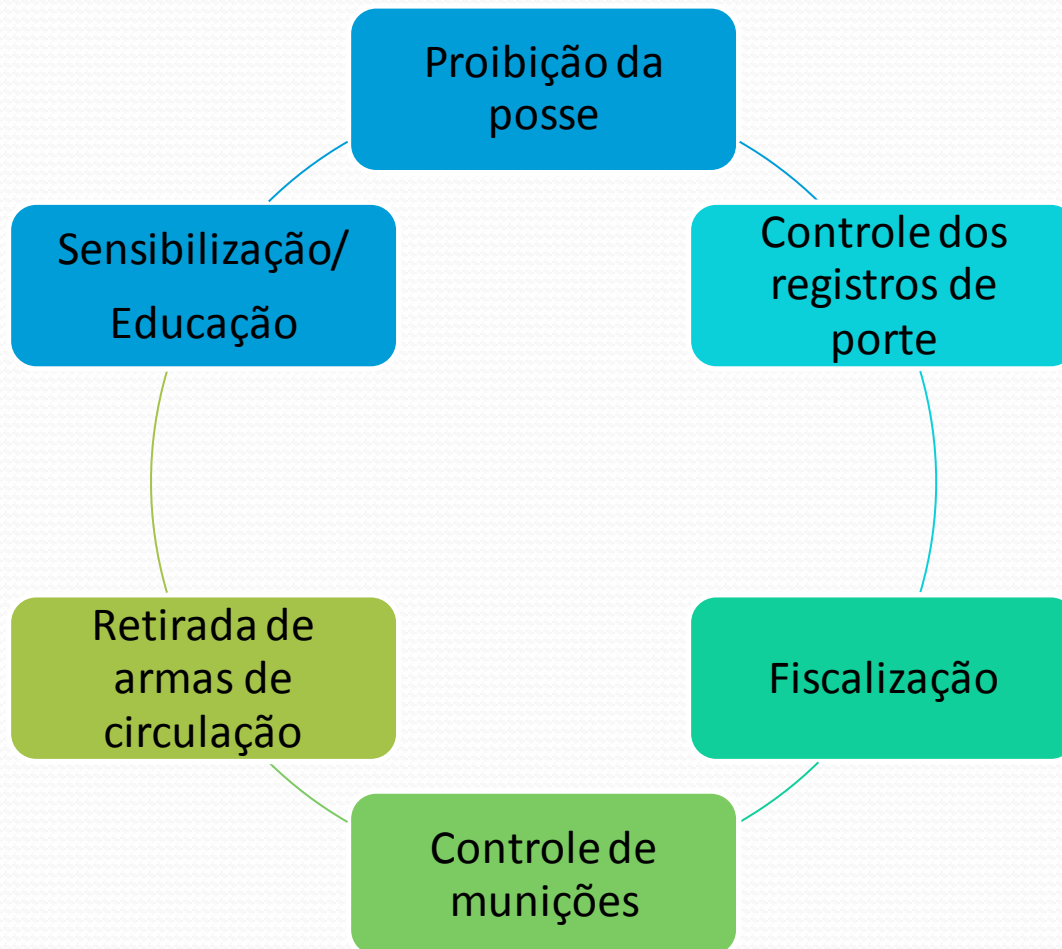 Proibição da
posse
Controle dos
registros de
porte
Fiscalização
Controle de
munições
Retirada de
armas de
circulação
Sensibilização/
Educação